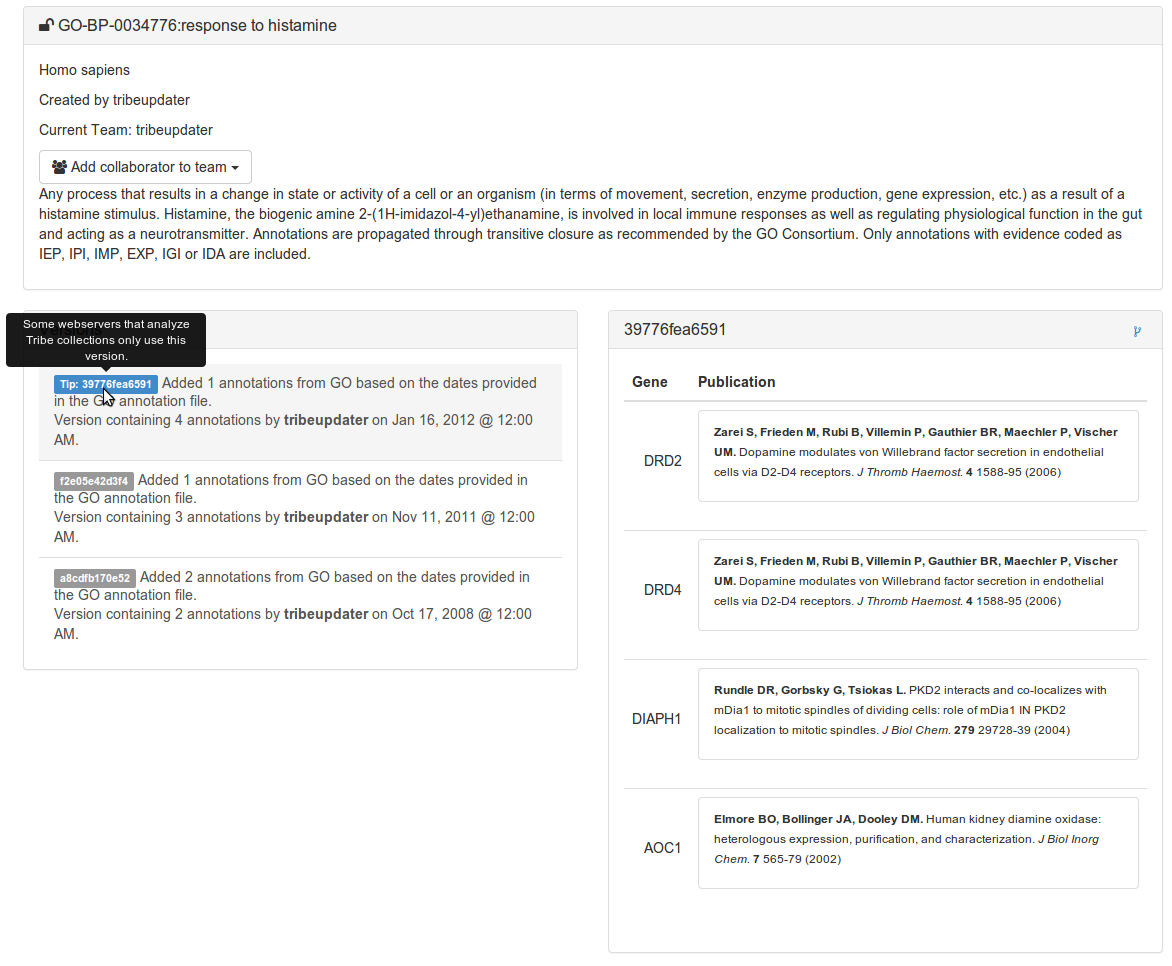 GO-BP-0034776:response to histamine
Homo sapiens
Created by tribeupdater
Current Team: tribeupdater
Add collaborator to team
Any process that results in a change in state or activity of a cell or an organism (in terms of movement, secretion, enzyme production, gene expression, etc.) as a result of a
histamine stimulus. Histamine, the biogenic amine 2-(1H-imidazol-4-yl)ethanamine, is involved in local immune responses as well as regulating physiological function in the gut
and acting as a neurotransmitter. Annotations are propagated through transitive closure as recommended by the GO Consortium. Only annotations with evidence coded as
IEP, IPI, IMP, EXP, IGI or IDA are included.
Some webservers that analyze
Tribe collections only use this
version.
Tip: 39776fea6591 Added 1 annotations from GO based on the dates provided
in the GO annotation file.
Version containing 4 annotations by tribeupdater on Jan 16, 2012 @ 12:00
AM.
f2e05e42d3f4 Added 1 annotations from GO based on the dates provided in
the GO annotation file.
Version containing 3 annotations by tribeupdater on Nov 11, 2011 @ 12:00
AM.
a8cdfb170e52 Added 2 annotations from GO based on the dates provided in
the GO annotation file.
Version containing 2 annotations by tribeupdater on Oct 17, 2008 @ 12:00
AM.
39776fea6591
Gene Publication
DRD2
Zarei S, Frieden M, Rubi B, Villemin P, Gauthier BR, Maechler P, Vischer
UM. Dopamine modulates von Willebrand factor secretion in endothelial
cells via D2-D4 receptors. J Thromb Haemost. 4 1588-95 (2006)
DRD4
Zarei S, Frieden M, Rubi B, Villemin P, Gauthier BR, Maechler P, Vischer
UM. Dopamine modulates von Willebrand factor secretion in endothelial
cells via D2-D4 receptors. J Thromb Haemost. 4 1588-95 (2006)
DIAPH1
Rundle DR, Gorbsky G, Tsiokas L. PKD2 interacts and co-localizes with
mDia1 to mitotic spindles of dividing cells: role of mDia1 IN PKD2
localization to mitotic spindles. J Biol Chem. 279 29728-39 (2004)
AOC1
Elmore BO, Bollinger JA, Dooley DM. Human kidney diamine oxidase:
heterologous expression, purification, and characterization. J Biol Inorg
Chem. 7 565-79 (2002)